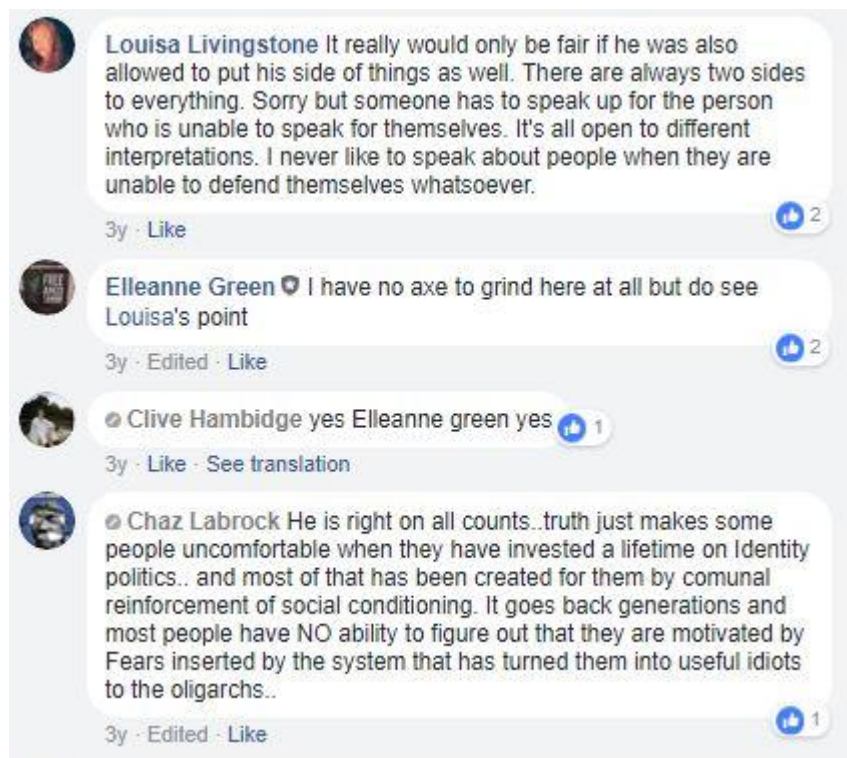 Louisa Livingstone It really would only be fair if he was also
allowed to put his side of things as well. There are always two sides
to everything. Sorry but someone has to speak up for the person
who is unable to speak for themselves. It's all open to different
interpretations. I never like to speak about people when they are
unable to defend themselves whatsoever.
2
3y · Like
Elleanne Green I have no axe to grind here at all but do see
Louisa's point
2
3y · Edited · Like
Clive Hambidge yes Elleanne green yes
1
3y · Like · See translation
Chaz Labrock He is right on all counts..truth just makes some
people uncomfortable when they have invested a lifetime on Identity
politics.. and most of that has been created for them by comunal
reinforcement of social conditioning. It goes back generations and
most people have NO ability to figure out that they are motivated by
Fears inserted by the system that has turned them into useful idiots
to the oligarchs..
1
3y · Edited · Like